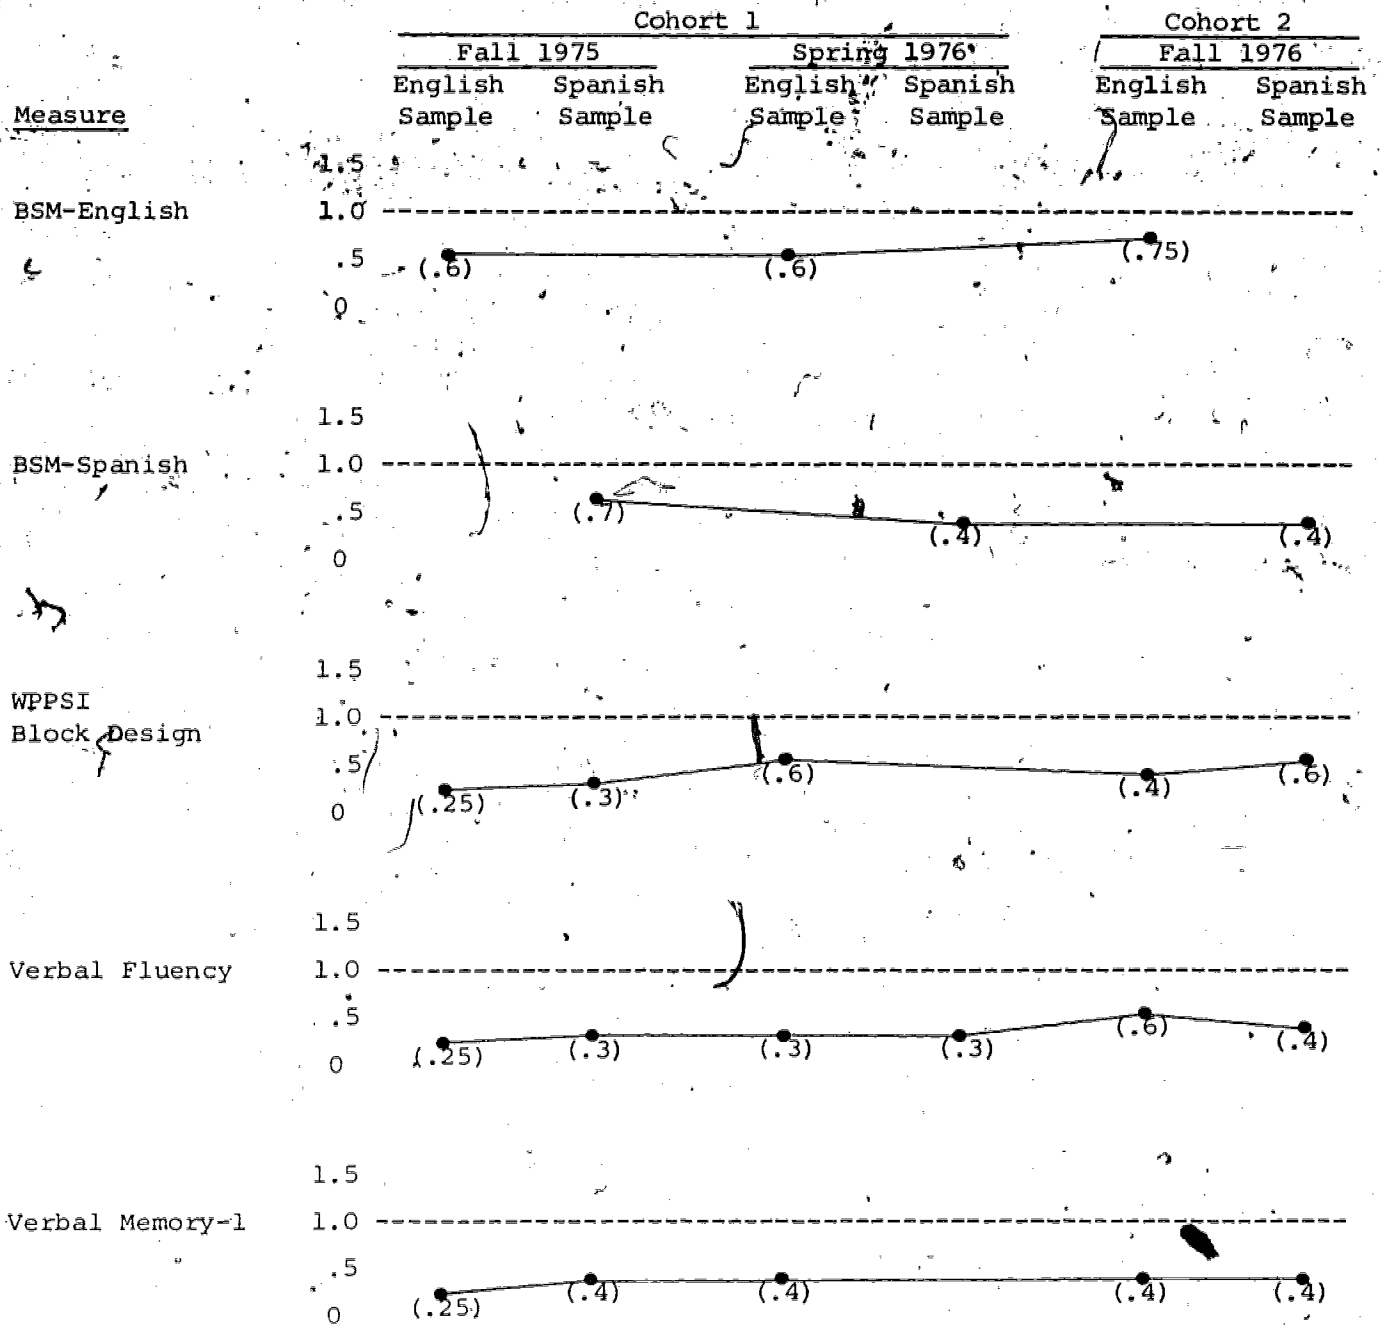 Cohort 1 Cohort 2
Fall 1975 Spring 1976 Fall 1976
English Spanish English Spanish English Spanish
Measure Sample Sample Sample Sample Sample Sample
1.5
BSM-English 1.0
.5 (.6) (.6) (.75)
0
1.5
BSM-Spanish 1.0
.5 (.7) (.4) (.4)
0
1.5
WPPSI
1.0
Block Design
.5 (.6) (.4) (.6)
0 (.25) (.3)
1.5
Verbal Fluency 1.0
.5 (.6) (.4)
0 (.25) (.3) (.3) (.3)
1.5
Verbal Memory-1 1.0
.5 (.4) (.4) (.4) (.4)
0 (.25)